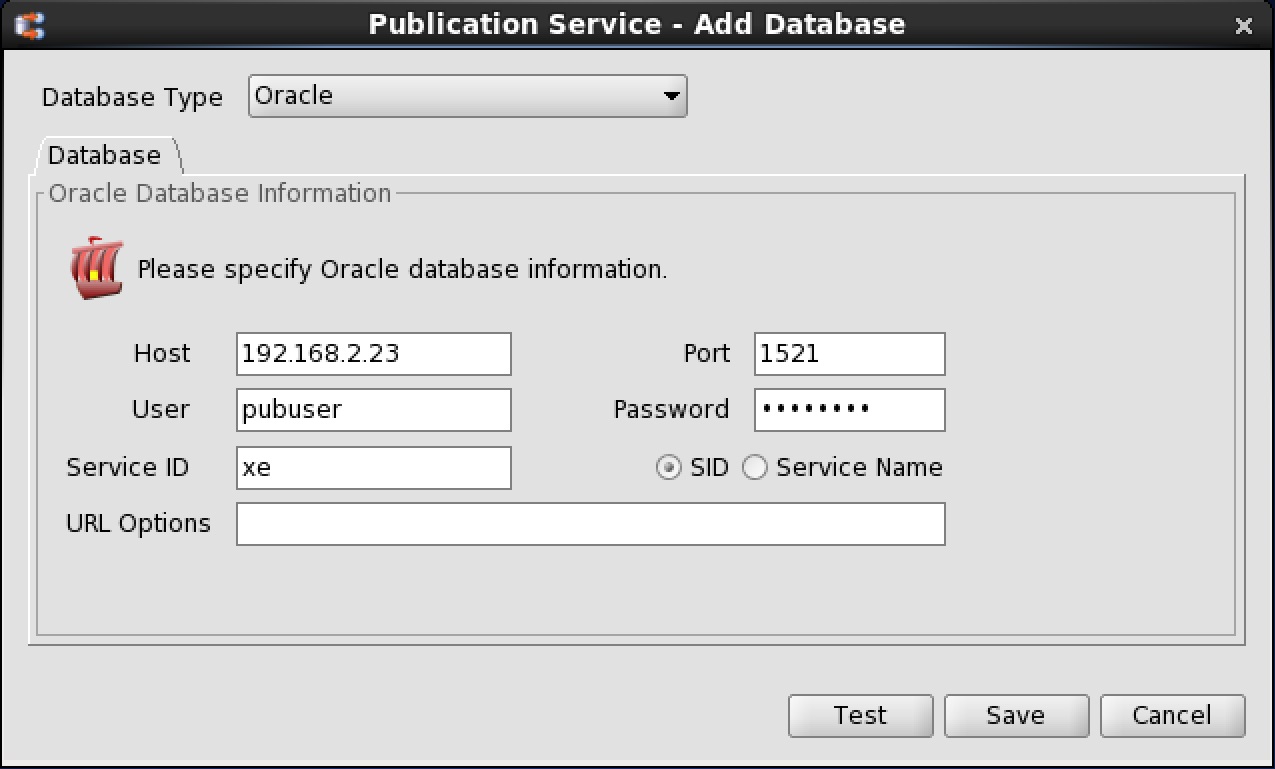 Publication Service - Add Database
Database Type Oracle
Database
Oracle Database Information
Please specify Oracle database information.
Host 192.168.2.23 Port 1521
User pubuser Password ••••••••
Service ID xe SID Service Name
URL Options
Test Save Cancel